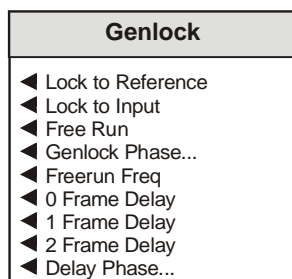 Genlock
Lock to Reference
Lock to Input
Free Run
Genlock Phase...
Freerun Freq
0 Frame Delay
1 Frame Delay
2 Frame Delay
Delay Phase...